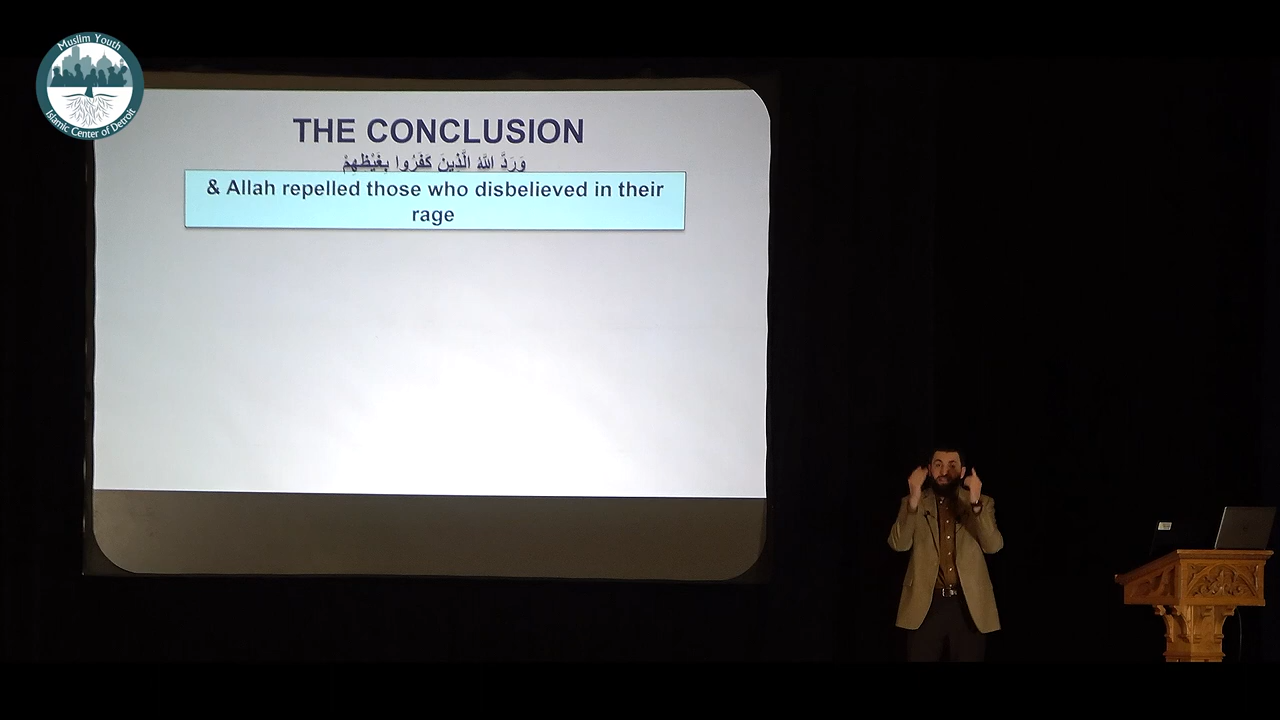 Muslim Youth
Islamic Center of Detroit
THE CONCLUSION
وَرَدَّ اللَّهُ الَّذِينَ كَفَرُوا بِغَيْظِهِمْ
& Allah repelled those who disbelieved in their
rage